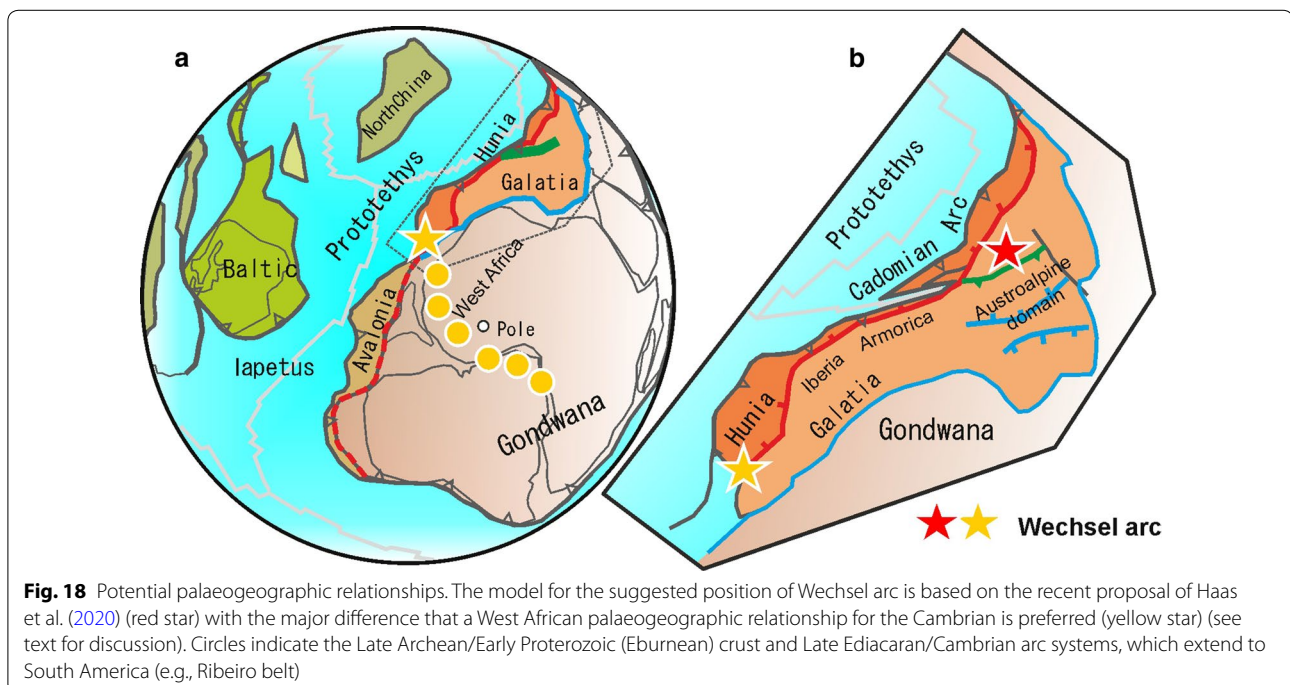 a
b
NorthChina
Hunia
Galatia
Prototethys
Baltic
West Africa
Pole
Avalonia
Iapetus
Gondwana
Prototethys
Cadomian Arc
Austroalpine
domain
Armorica
Iberia
Hunia
Galatia
Gondwana
Wechsel arc
Fig. 18 Potential palaeogeographic relationships. The model for the suggested position of Wechsel arc is based on the recent proposal of Haas
et al. (2020) (red star) with the major difference that a West African palaeogeographic relationship for the Cambrian is preferred (yellow star) (see
text for discussion). Circles indicate the Late Archean/Early Proterozoic (Eburnean) crust and Late Ediacaran/Cambrian arc systems, which extend to
South America (e.g., Ribeiro belt)